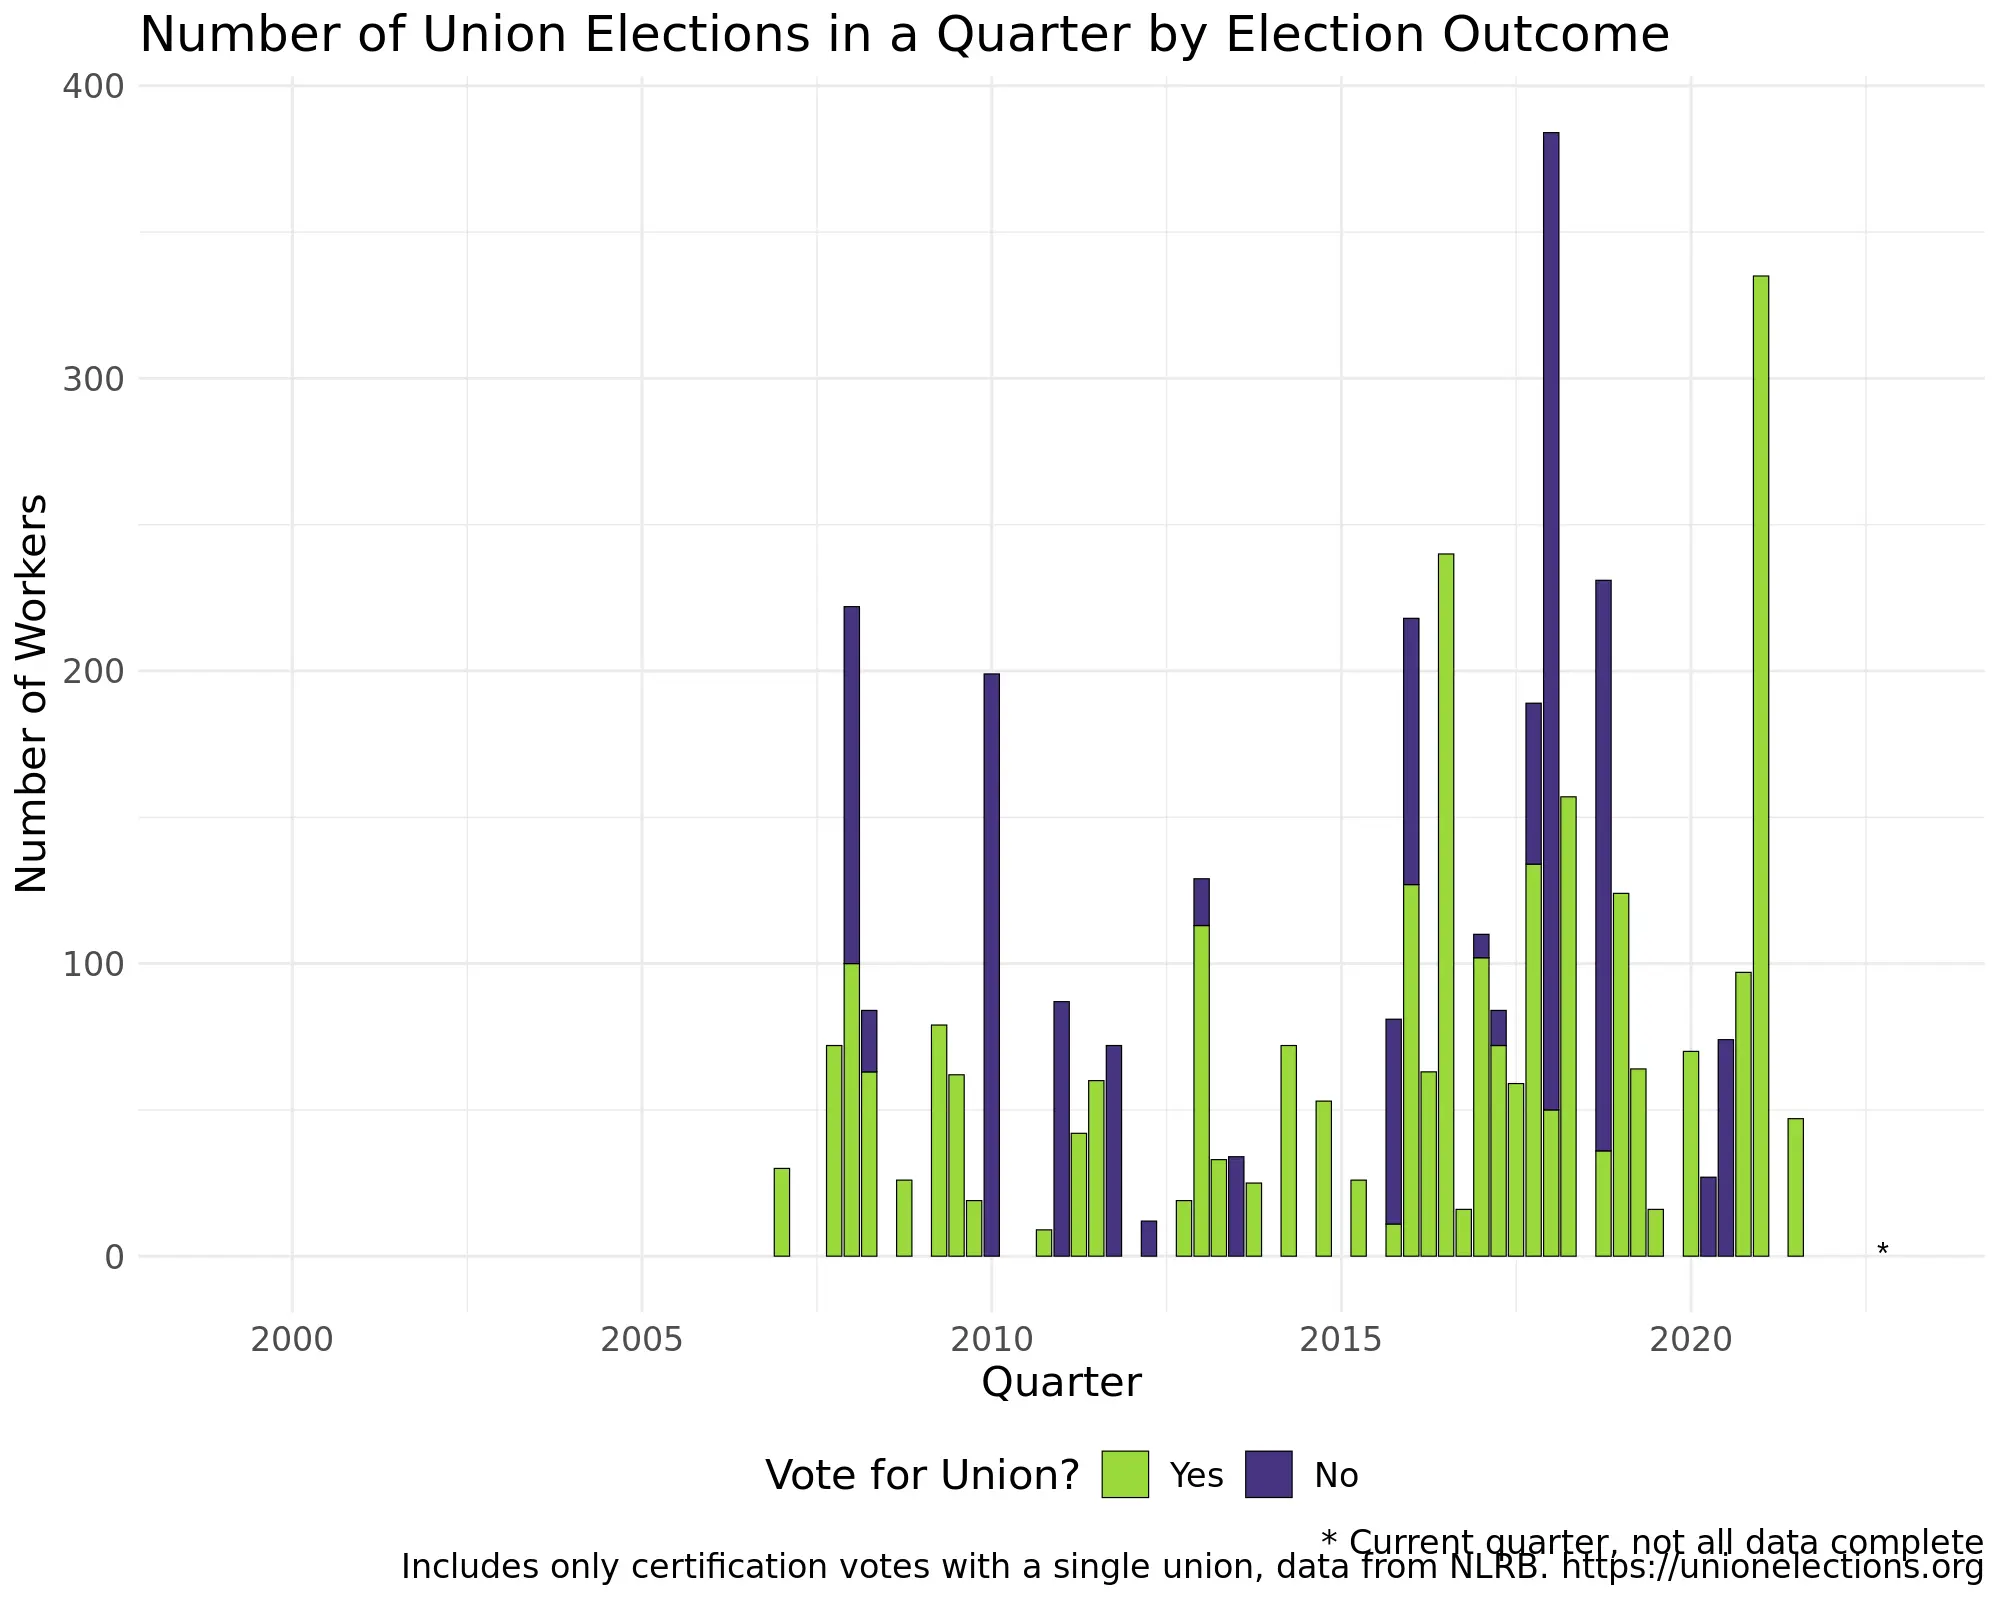 Number of Union Elections in a Quarter by Election Outcome
400
300
200
100
0
Number of Workers
*
2000 2005 2010 2015 2020
Quarter
Vote for Union? Yes No
* Current quarter, not all data complete
Includes only certification votes with a single union, data from NLRB. https://unionelections.org